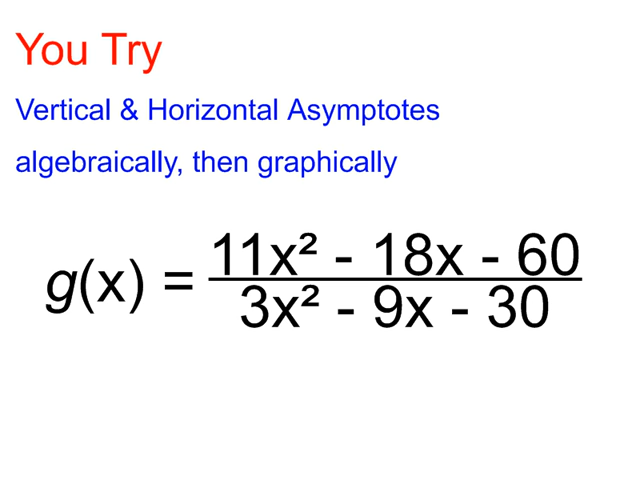 You Try
Vertical & Horizontal Asymptotes
algebraically, then graphically
11x² - 18x - 60
g(x) =
3x² - 9x - 30